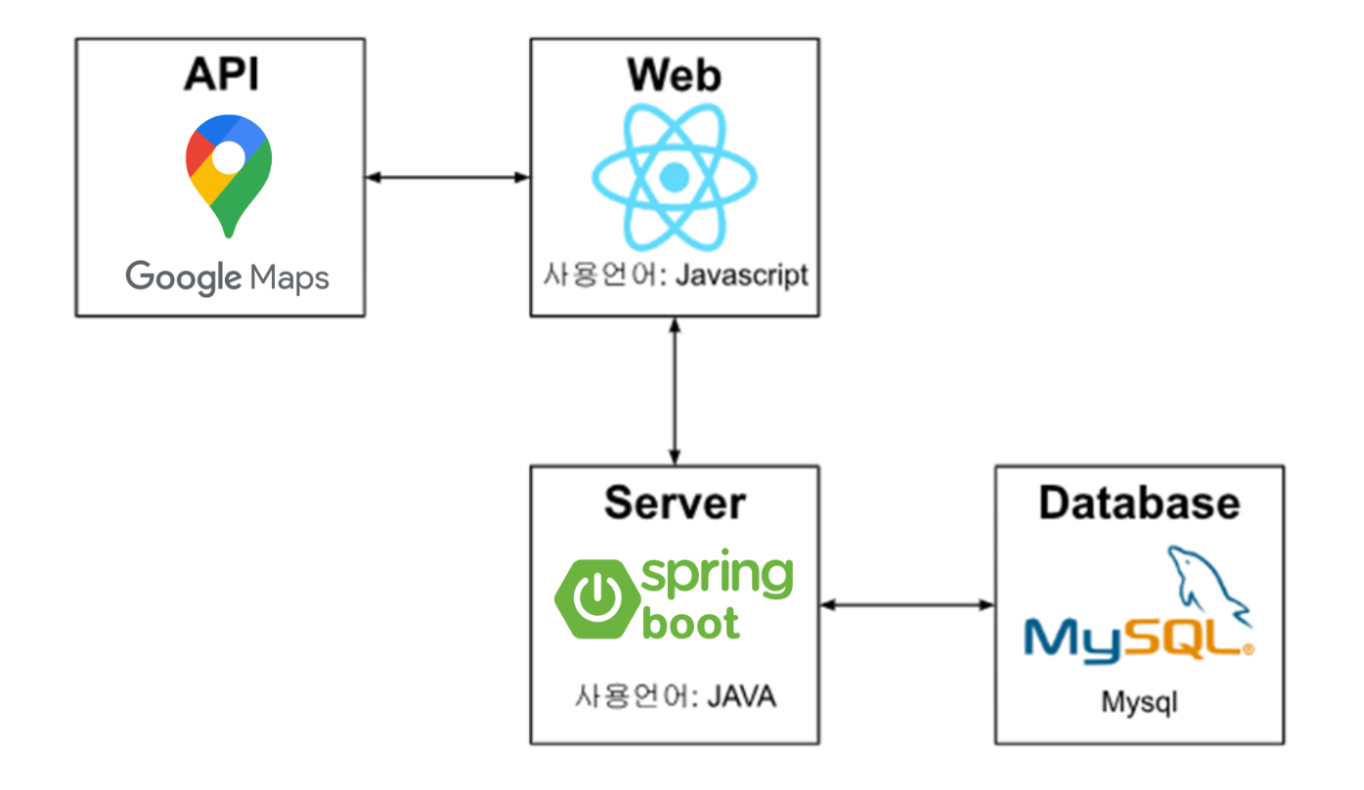 API
Google Maps
Web
사용언어: Javascript
Server
spring
boot
사용언어: JAVA
Database
MySQL®
Mysql